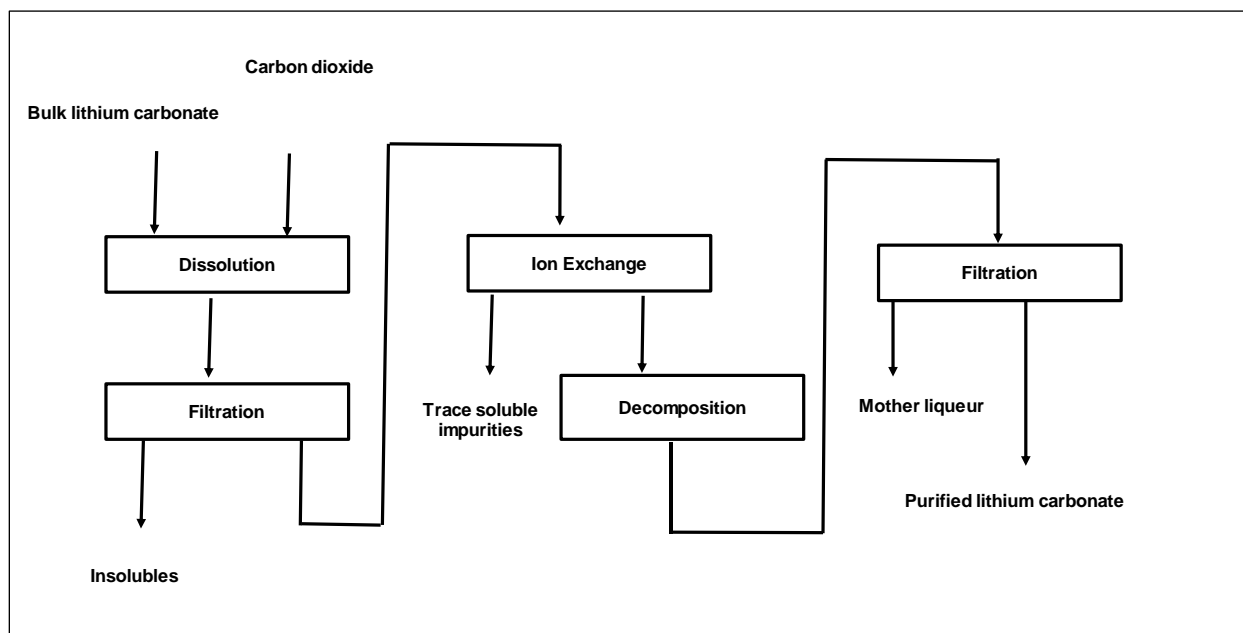 Carbon dioxide
Bulk lithium carbonate
Dissolution
Ion Exchange
Filtration
Filtration
Trace soluble
impurities
Decomposition
Mother liqueur
Purified lithium carbonate
Insolubles